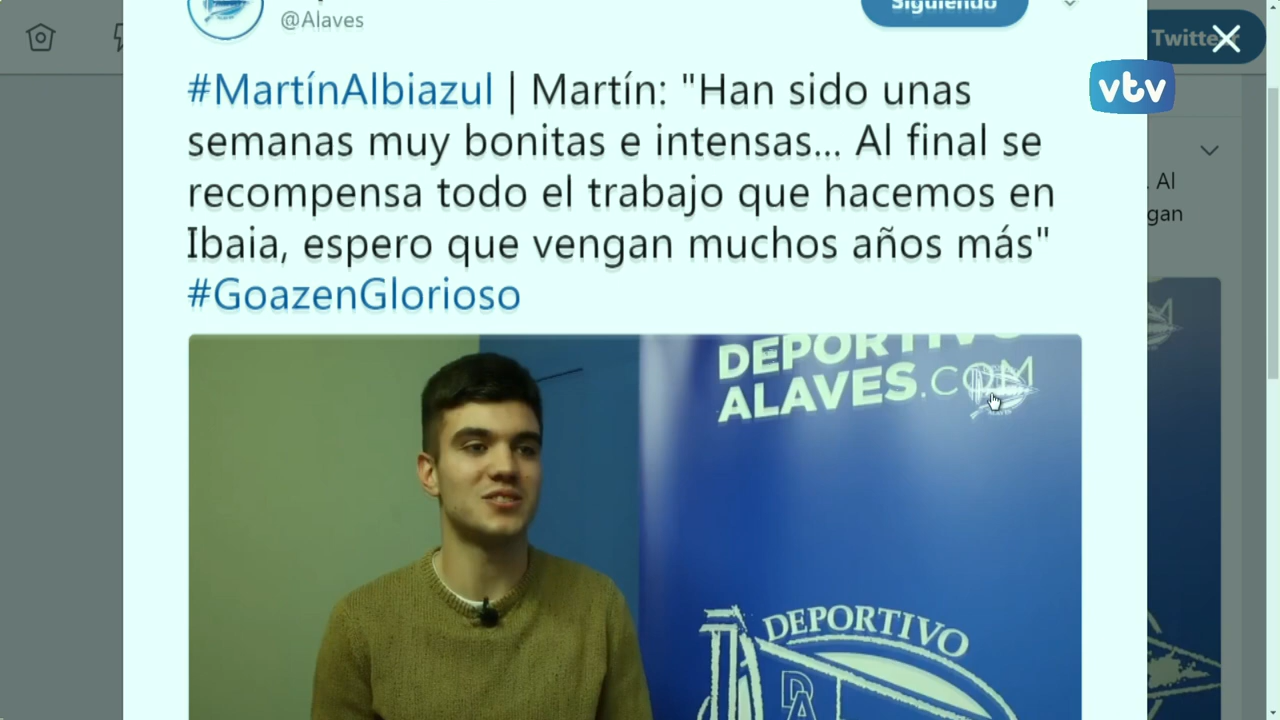 @Alaves
Siguiendo
Twitter
vtv
#MartínAlbiazul | Martín: "Han sido unas
semanas muy bonitas e intensas... Al final se
recompensa todo el trabajo que hacemos en
Ibaia, espero que vengan muchos años más"
#GoazenGlorioso
. Al
gan
DEPORTIVO
ALAVES.COM
DEPORTIVO
DA